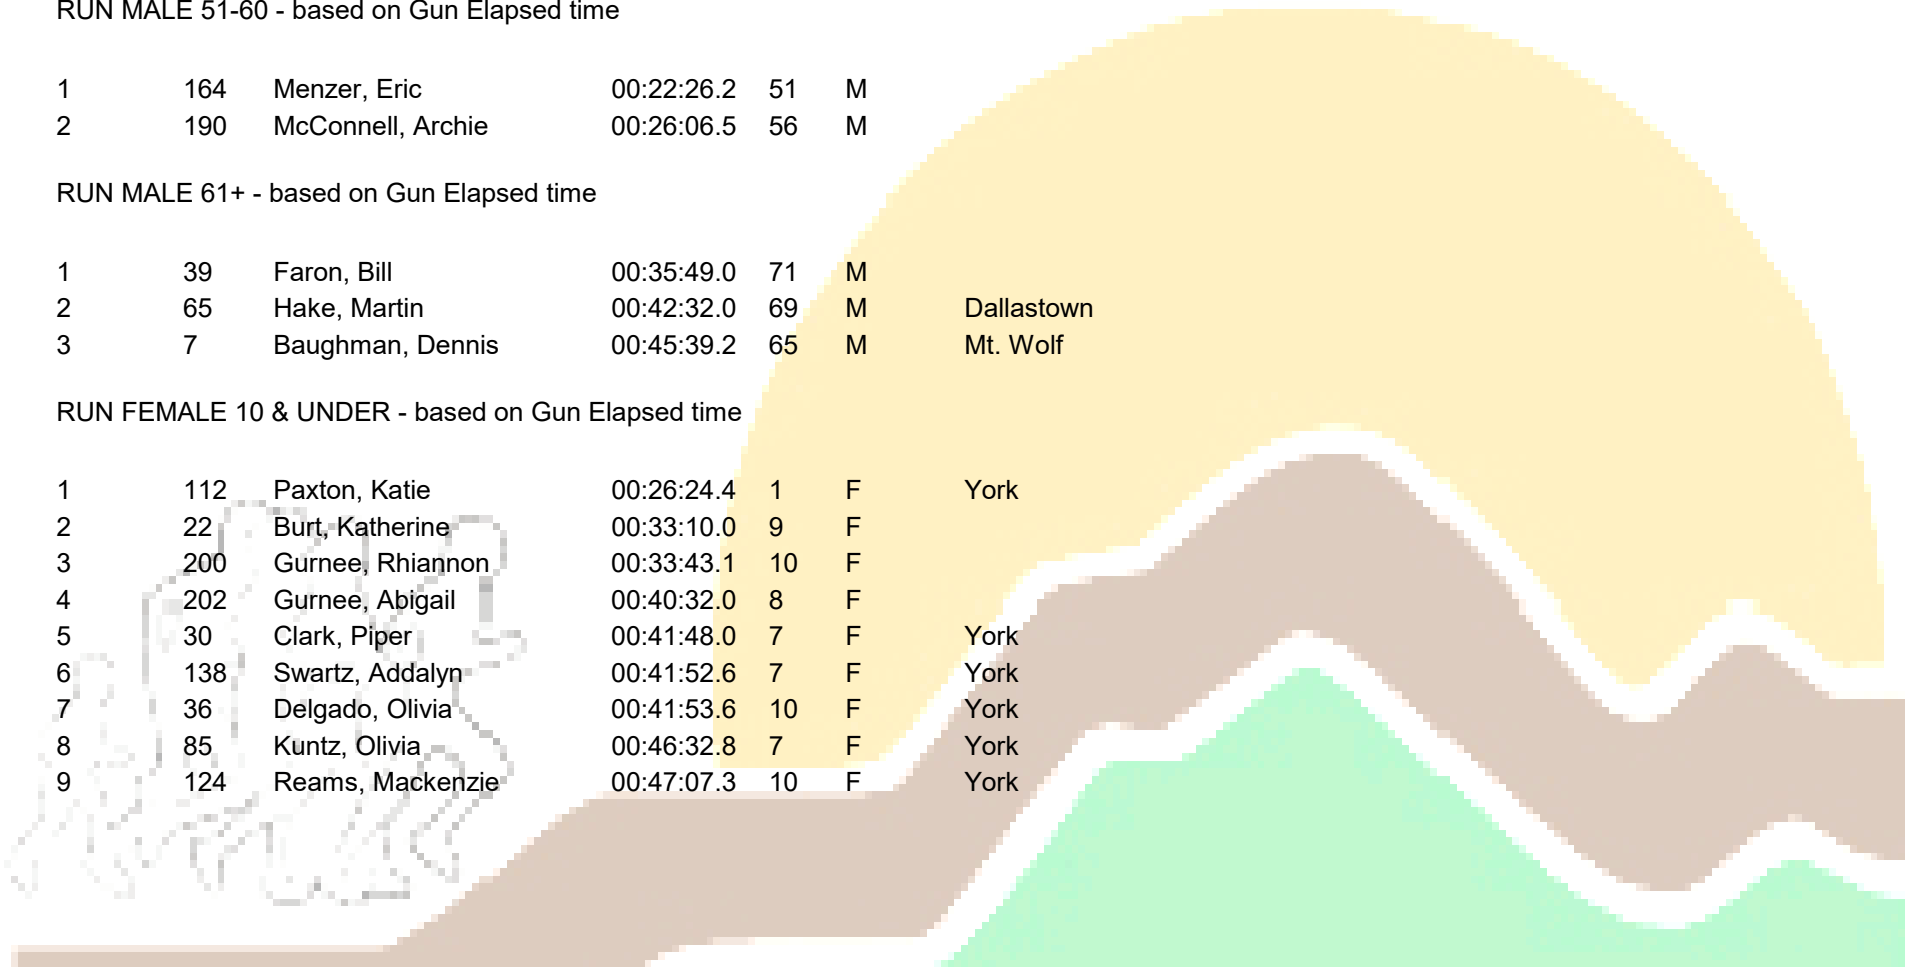 RUN MALE 51-60 - based on Gun Elapsed time
1 164 Menzer, Eric 00:22:26.2 51 M
2 190 McConnell, Archie 00:26:06.5 56 M
RUN MALE 61+ - based on Gun Elapsed time
1 39 Faron, Bill 00:35:49.0 71 M
2 65 Hake, Martin 00:42:32.0 69 M Dallastown
3 7 Baughman, Dennis 00:45:39.2 65 M Mt. Wolf
RUN FEMALE 10 & UNDER - based on Gun Elapsed time
1 112 Paxton, Katie 00:26:24.4 1 F York
2 22 Burt, Katherine 00:33:10.0 9 F
3 200 Gurnee, Rhiannon 00:33:43.1 10 F
4 202 Gurnee, Abigail 00:40:32.0 8 F
5 30 Clark, Piper 00:41:48.0 7 F York
6 138 Swartz, Addalyn 00:41:52.6 7 F York
7 36 Delgado, Olivia 00:41:53.6 10 F York
8 85 Kuntz, Olivia 00:46:32.8 7 F York
9 124 Reams, Mackenzie 00:47:07.3 10 F York